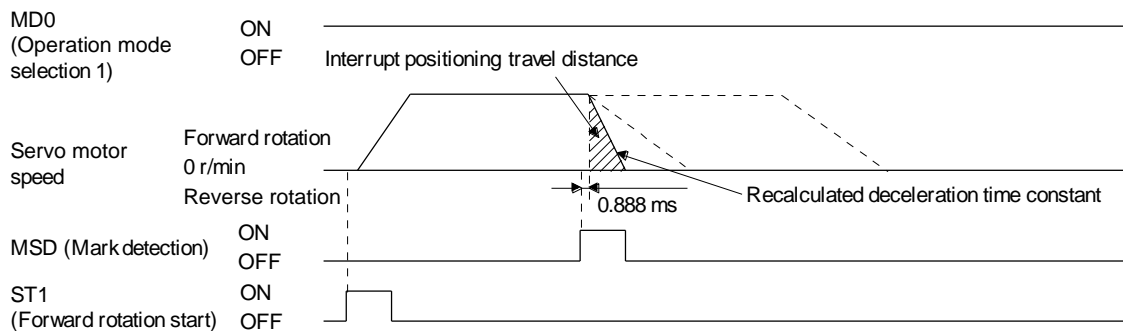 MD0
(Operation mode
selection 1)
ON
OFF
Interrupt positioning travel distance
Servo motor
speed
Forward rotation
0 r/min
Reverse rotation
0.888 ms
Recalculated deceleration time constant
MSD (Mark detection)
ON
OFF
ST1
(Forward rotation start)
ON
OFF